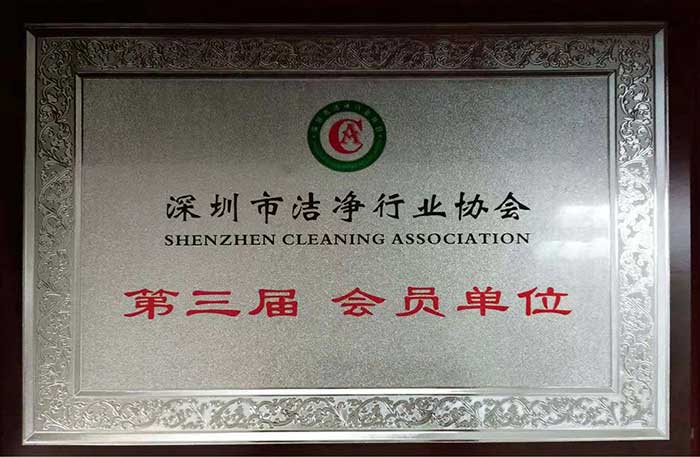 CA
深圳市洁净行业协会
SHENZHEN CLEANING ASSOCIATION
第三届 会员单位